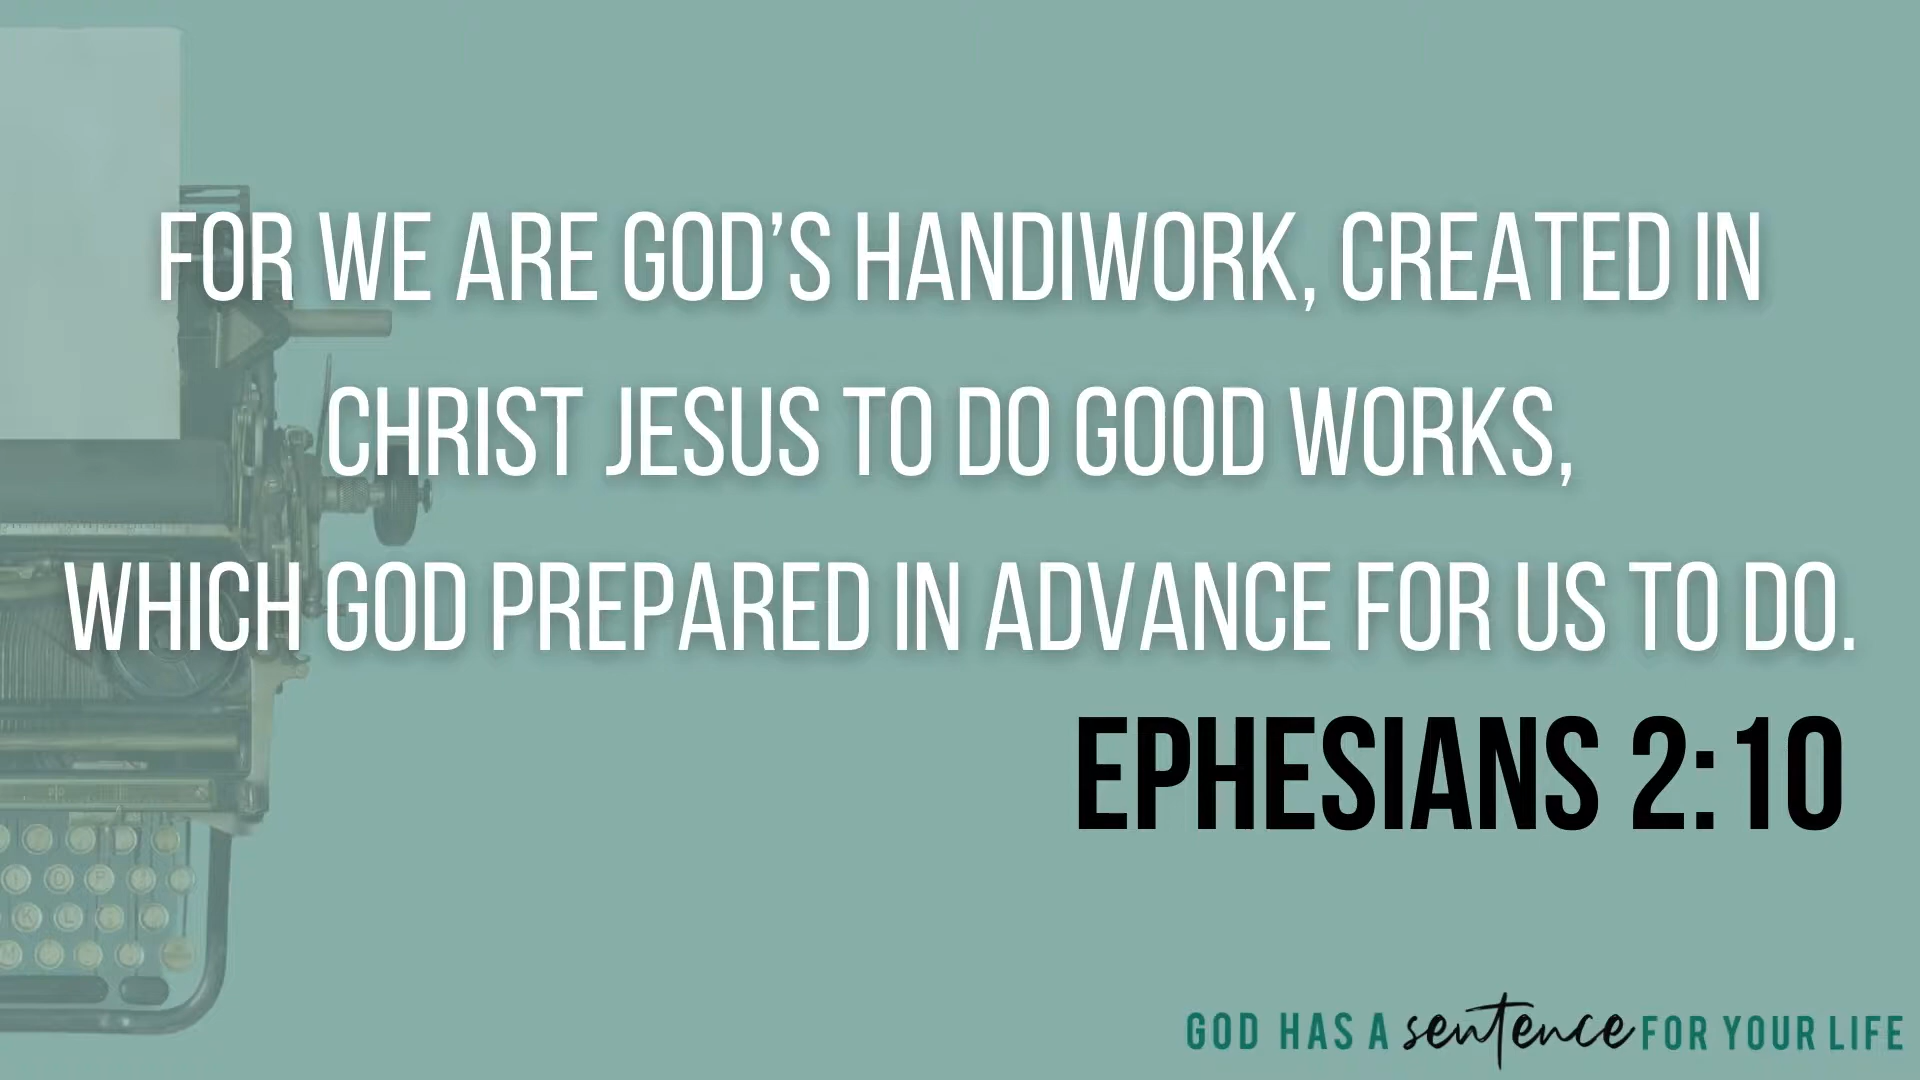 FOR WE ARE GOD’S HANDIWORK, CREATED IN
CHRIST JESUS TO DO GOOD WORKS,
WHICH GOD PREPARED IN ADVANCE FOR US TO DO.
EPHESIANS 2:10
GOD HAS A sentence FOR YOUR LIFE